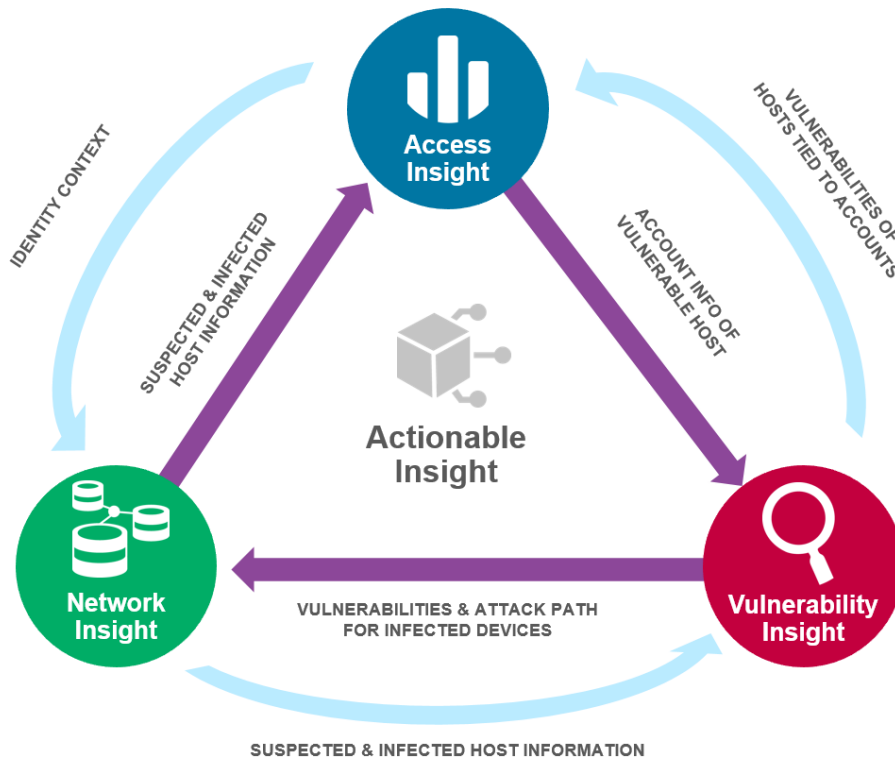 Access
Insight
IDENTITY CONTEXT
SUSPECTED & INFECTED
HOST INFORMATION
ACCOUNT INFO OF
VULNERABLE HOST
VULNERABILITIES OF
HOSTS TIED TO ACCOUNTS
Actionable
Insight
Network
Insight
VULNERABILITIES & ATTACK PATH
FOR INFECTED DEVICES
Vulnerability
Insight
SUSPECTED & INFECTED HOST INFORMATION